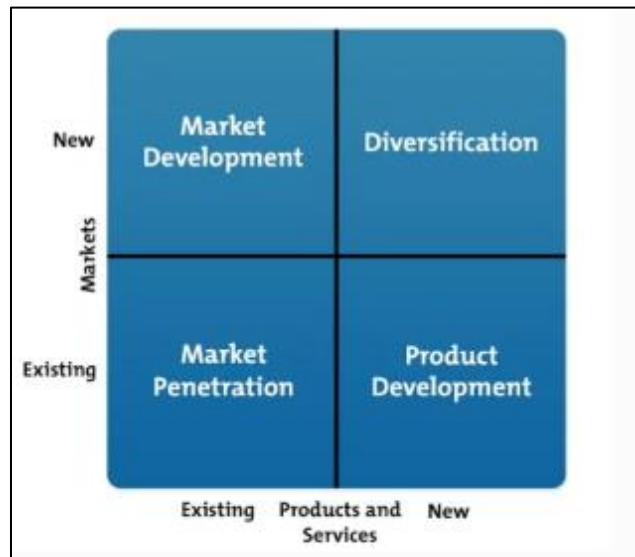 New
Market
Development
Diversification
Markets
Existing
Market
Penetration
Product
Development
Existing
Products and
Services
New